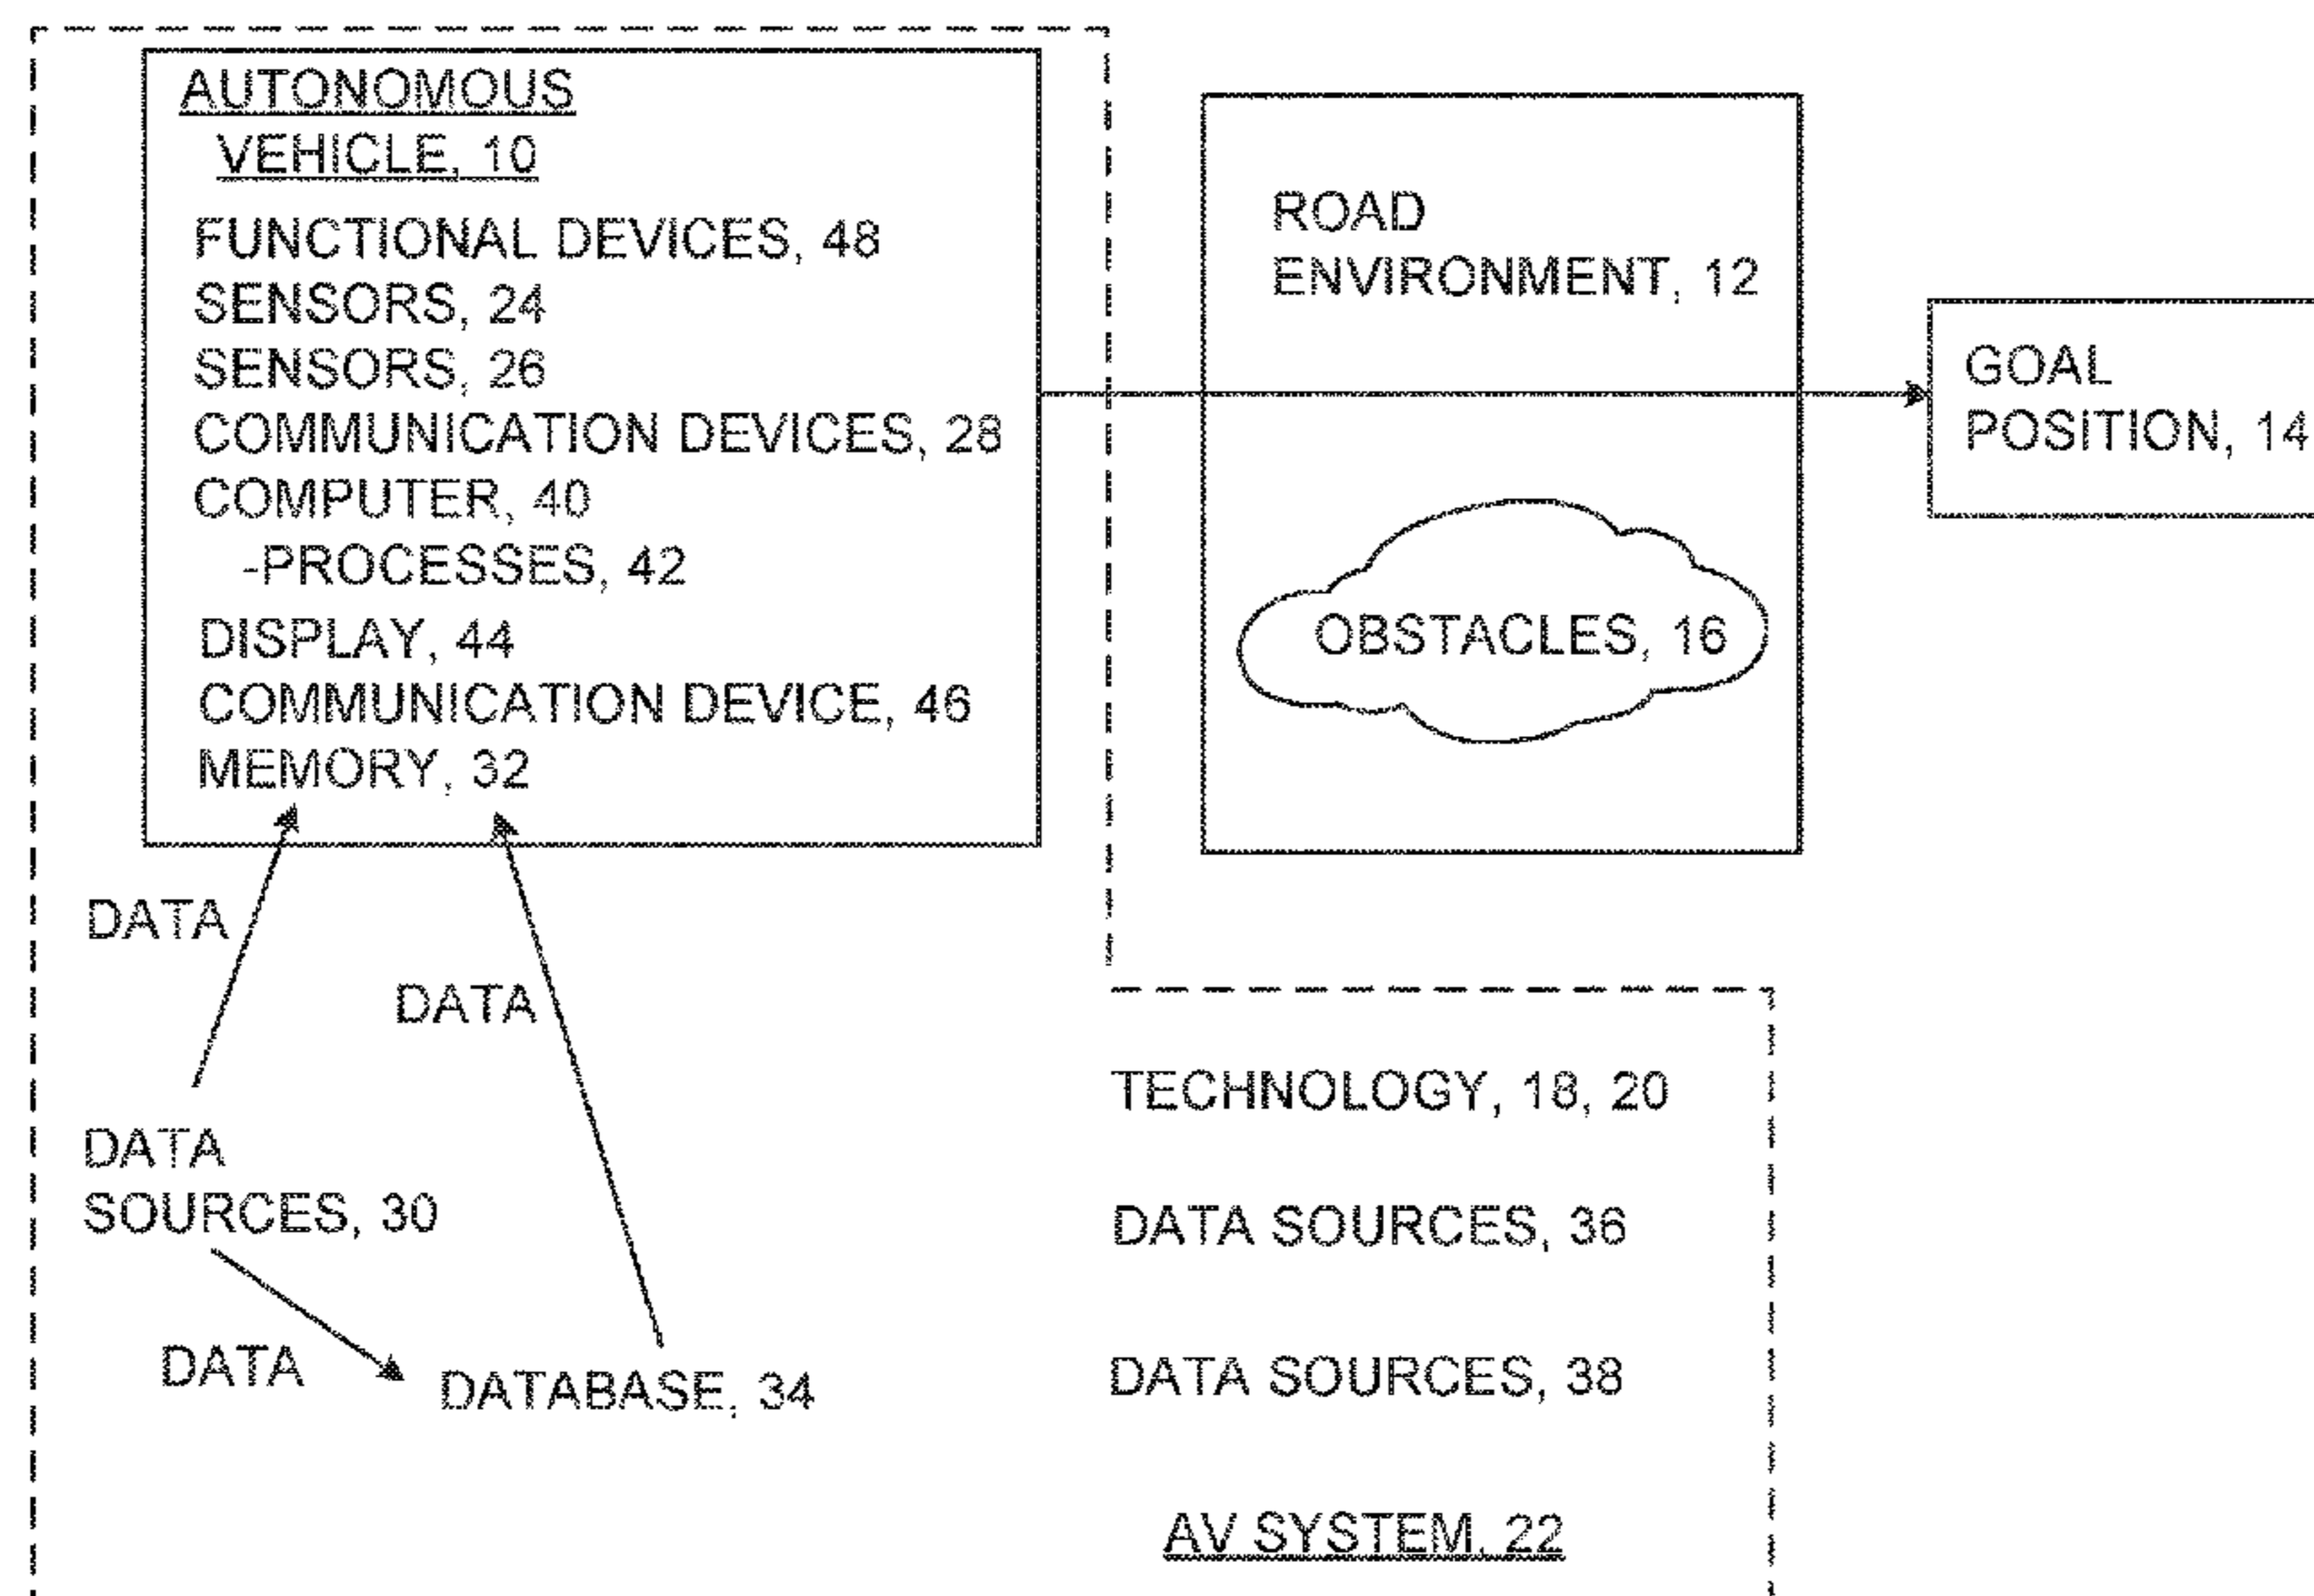 AUTONOMOUS
VEHICLE, 10
FUNCTIONAL DEVICES, 48
SENSORS, 24
SENSORS, 26
COMMUNICATION DEVICES, 28
COMPUTER, 40
-PROCESSES, 42
DISPLAY, 44
COMMUNICATION DEVICE, 46
MEMORY, 32
ROAD
ENVIRONMENT, 12
OBSTACLES, 16
GOAL
POSITION, 14
DATA
DATA
DATA
SOURCES, 30
DATA
DATABASE, 34
TECHNOLOGY, 18, 20
DATA SOURCES, 36
DATA SOURCES, 38
AV SYSTEM, 22